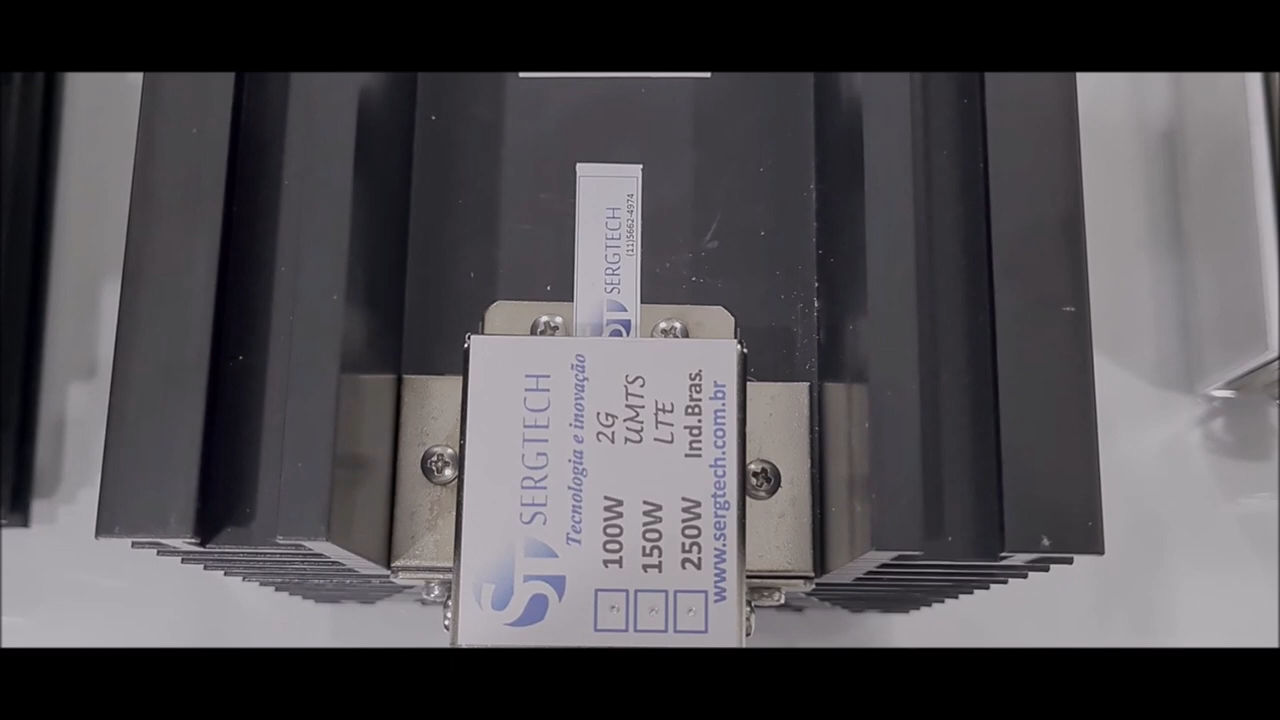 SERGTECH
(11)5662-4974
ST SERGTECH
Tecnologia e inovação
100W 2G
150W UMTS
250W LTE
Ind.Bras.
www.sergtech.com.br